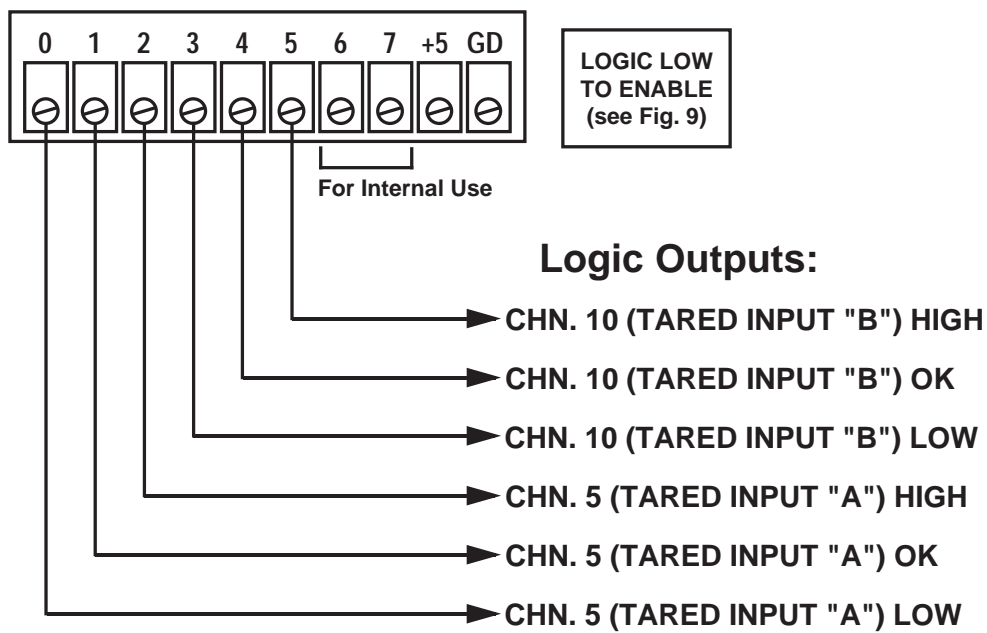 0 1 2 3 4 5 6 7 +5 GD
LOGIC LOW
TO ENABLE
(see Fig. 9)
For Internal Use
Logic Outputs:
CHN. 10 (TARED INPUT "B") HIGH
CHN. 10 (TARED INPUT "B") OK
CHN. 10 (TARED INPUT "B") LOW
CHN. 5 (TARED INPUT "A") HIGH
CHN. 5 (TARED INPUT "A") OK
CHN. 5 (TARED INPUT "A") LOW